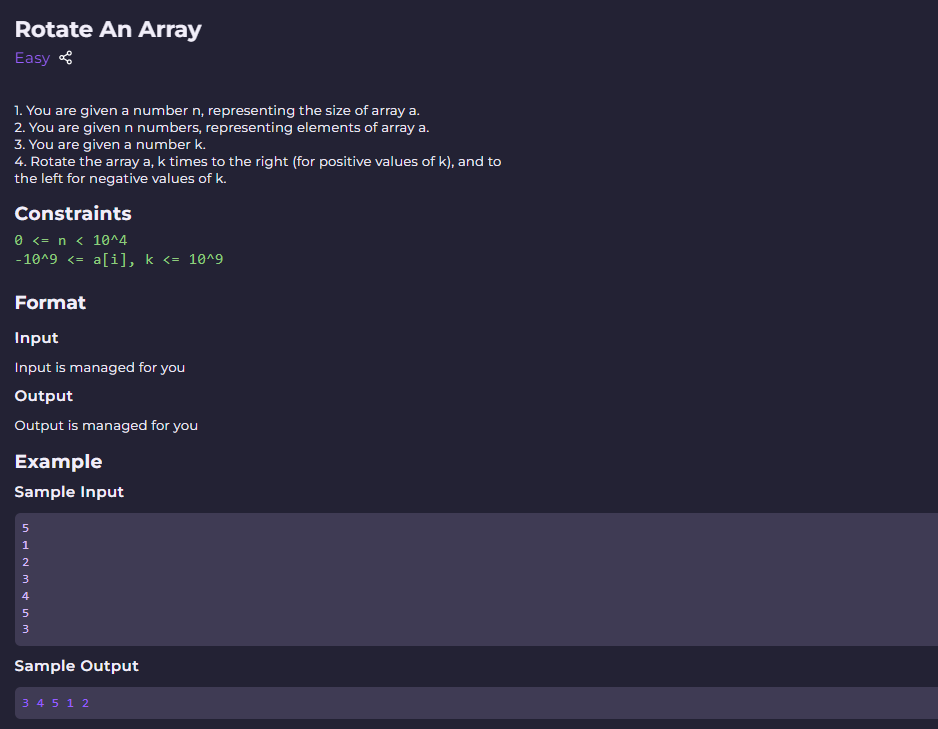 Rotate An Array
Easy
1. You are given a number n, representing the size of array a.
2. You are given n numbers, representing elements of array a.
3. You are given a number k.
4. Rotate the array a, k times to the right (for positive values of k), and to
the left for negative values of k.
Constraints
0 <= n < 10^4
-10^9 <= a[i], k <= 10^9
Format
Input
Input is managed for you
Output
Output is managed for you
Example
Sample Input
5
1
2
3
4
5
3
Sample Output
3 4 5 1 2